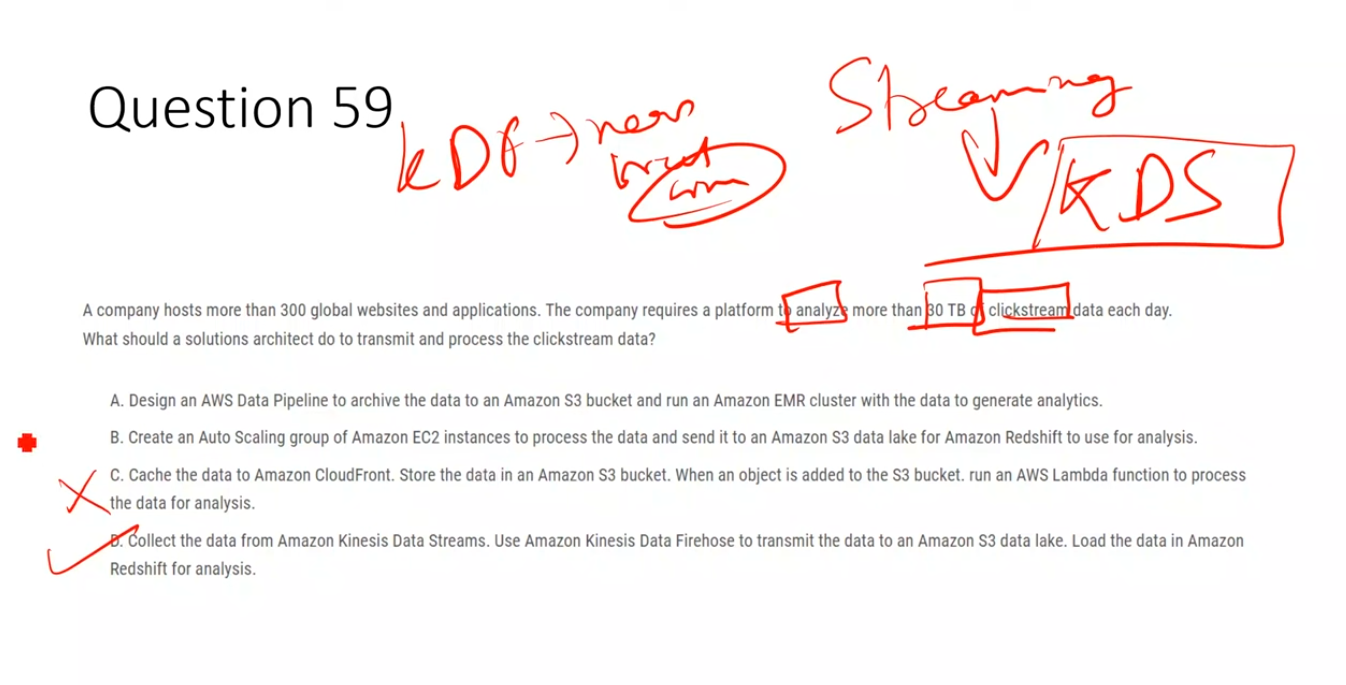 Question 59
KDF → near
Streaming
KDS
A company hosts more than 300 global websites and applications. The company requires a platform to analyze more than 30 TB of clickstream data each day.
What should a solutions architect do to transmit and process the clickstream data?
A. Design an AWS Data Pipeline to archive the data to an Amazon S3 bucket and run an Amazon EMR cluster with the data to generate analytics.
B. Create an Auto Scaling group of Amazon EC2 instances to process the data and send it to an Amazon S3 data lake for Amazon Redshift to use for analysis.
C. Cache the data to Amazon CloudFront. Store the data in an Amazon S3 bucket. When an object is added to the S3 bucket. run an AWS Lambda function to process
the data for analysis.
D. Collect the data from Amazon Kinesis Data Streams. Use Amazon Kinesis Data Firehose to transmit the data to an Amazon S3 data lake. Load the data in Amazon
Redshift for analysis.